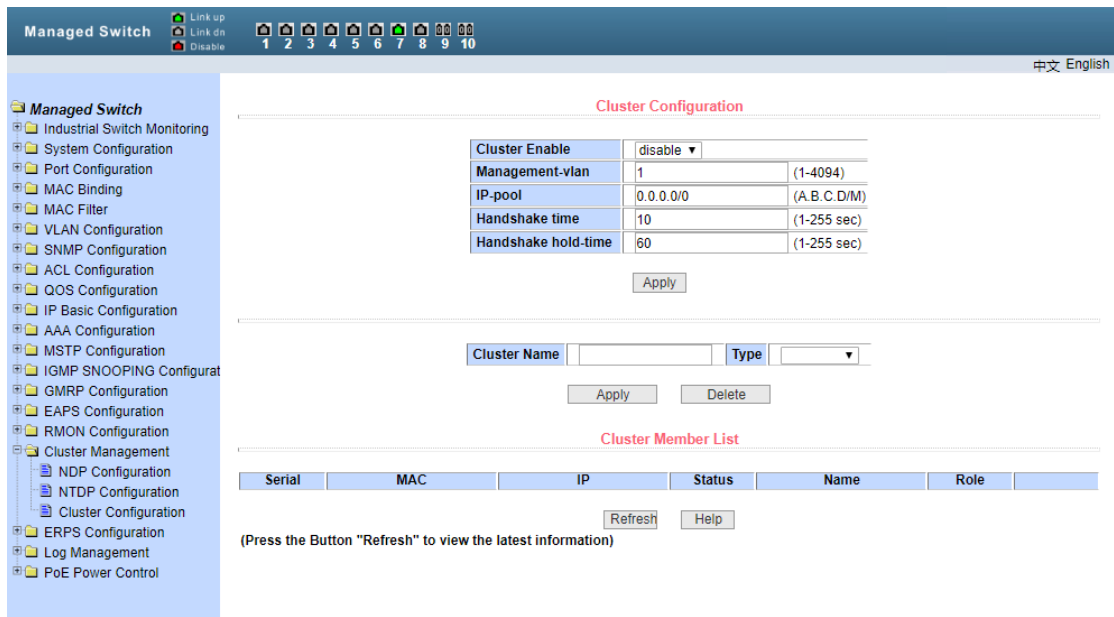 Managed Switch
Link up
Link dn
Disable
1 2 3 4 5 6 7 8 9 10
中文 English
Managed Switch
Industrial Switch Monitoring
System Configuration
Port Configuration
MAC Binding
MAC Filter
VLAN Configuration
SNMP Configuration
ACL Configuration
QOS Configuration
IP Basic Configuration
AAA Configuration
MSTP Configuration
IGMP SNOOPING Configurat
GMRP Configuration
EAPS Configuration
RMON Configuration
Cluster Management
NDP Configuration
NTDP Configuration
Cluster Configuration
ERPS Configuration
Log Management
PoE Power Control
Cluster Configuration
Cluster Enable disable
Management-vlan 1 (1-4094)
IP-pool 0.0.0.0/0 (A.B.C.D/M)
Handshake time 10 (1-255 sec)
Handshake hold-time 60 (1-255 sec)
Apply
Cluster Name Type
Apply Delete
Cluster Member List
Serial MAC IP Status Name Role
Refresh Help
(Press the Button "Refresh" to view the latest information)